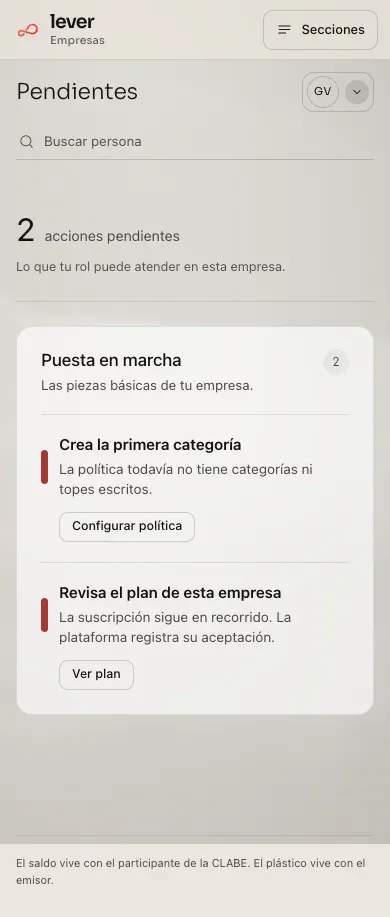 lever
Empresas
Secciones
Pendientes
GV
Buscar persona
2 acciones pendientes
Lo que tu rol puede atender en esta empresa.
Puesta en marcha
2
Las piezas básicas de tu empresa.
Crea la primera categoría
La política todavía no tiene categorías ni
topes escritos.
Configurar política
Revisa el plan de esta empresa
La suscripción sigue en recorrido. La
plataforma registra su aceptación.
Ver plan
El saldo vive con el participante de la CLABE. El plástico vive con el
emisor.